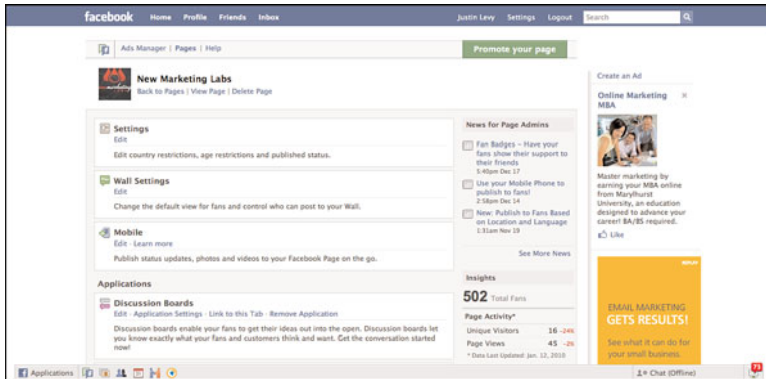 facebook Home Profile Friends Inbox Justin Levy Settings Logout Search
Ads Manager | Pages | Help
Promote your page
New Marketing Labs
Back to Pages | View Page | Delete Page
Settings
Edit
Edit country restrictions, age restrictions and published status.
Wall Settings
Edit
Change the default view for fans and control who can post to your Wall.
Mobile
Edit · Learn more
Publish status updates, photos and videos to your Facebook Page on the go.
Applications
Discussion Boards
Edit · Application Settings · Link to this Tab · Remove Application
Discussion boards enable your fans to get their ideas out into the open. Discussion boards let
you know exactly what your fans and customers think and want. Get the conversation started
now!
News for Page Admins
Fan Badges – Have your
fans show their support to
their friends
5:40pm Dec 17
Use your Mobile Phone to
publish to fans!
2:58pm Dec 14
New: Publish to Fans Based
on Location and Language
1:31am Nov 19
See More News
Insights
502 Total Fans
Page Activity*
Unique Visitors 16 -24%
Page Views 45 -2%
* Data Last Updated: Jan. 12, 2010
Create an Ad
Online Marketing
MBA
Master marketing by
earning your MBA online
from Marylhurst
University, an education
designed to advance your
career! BA/BS required.
Like
EMAIL MARKETING
GETS RESULTS!
See what it can do for
your small business.
Applications
Chat (Offline)
73